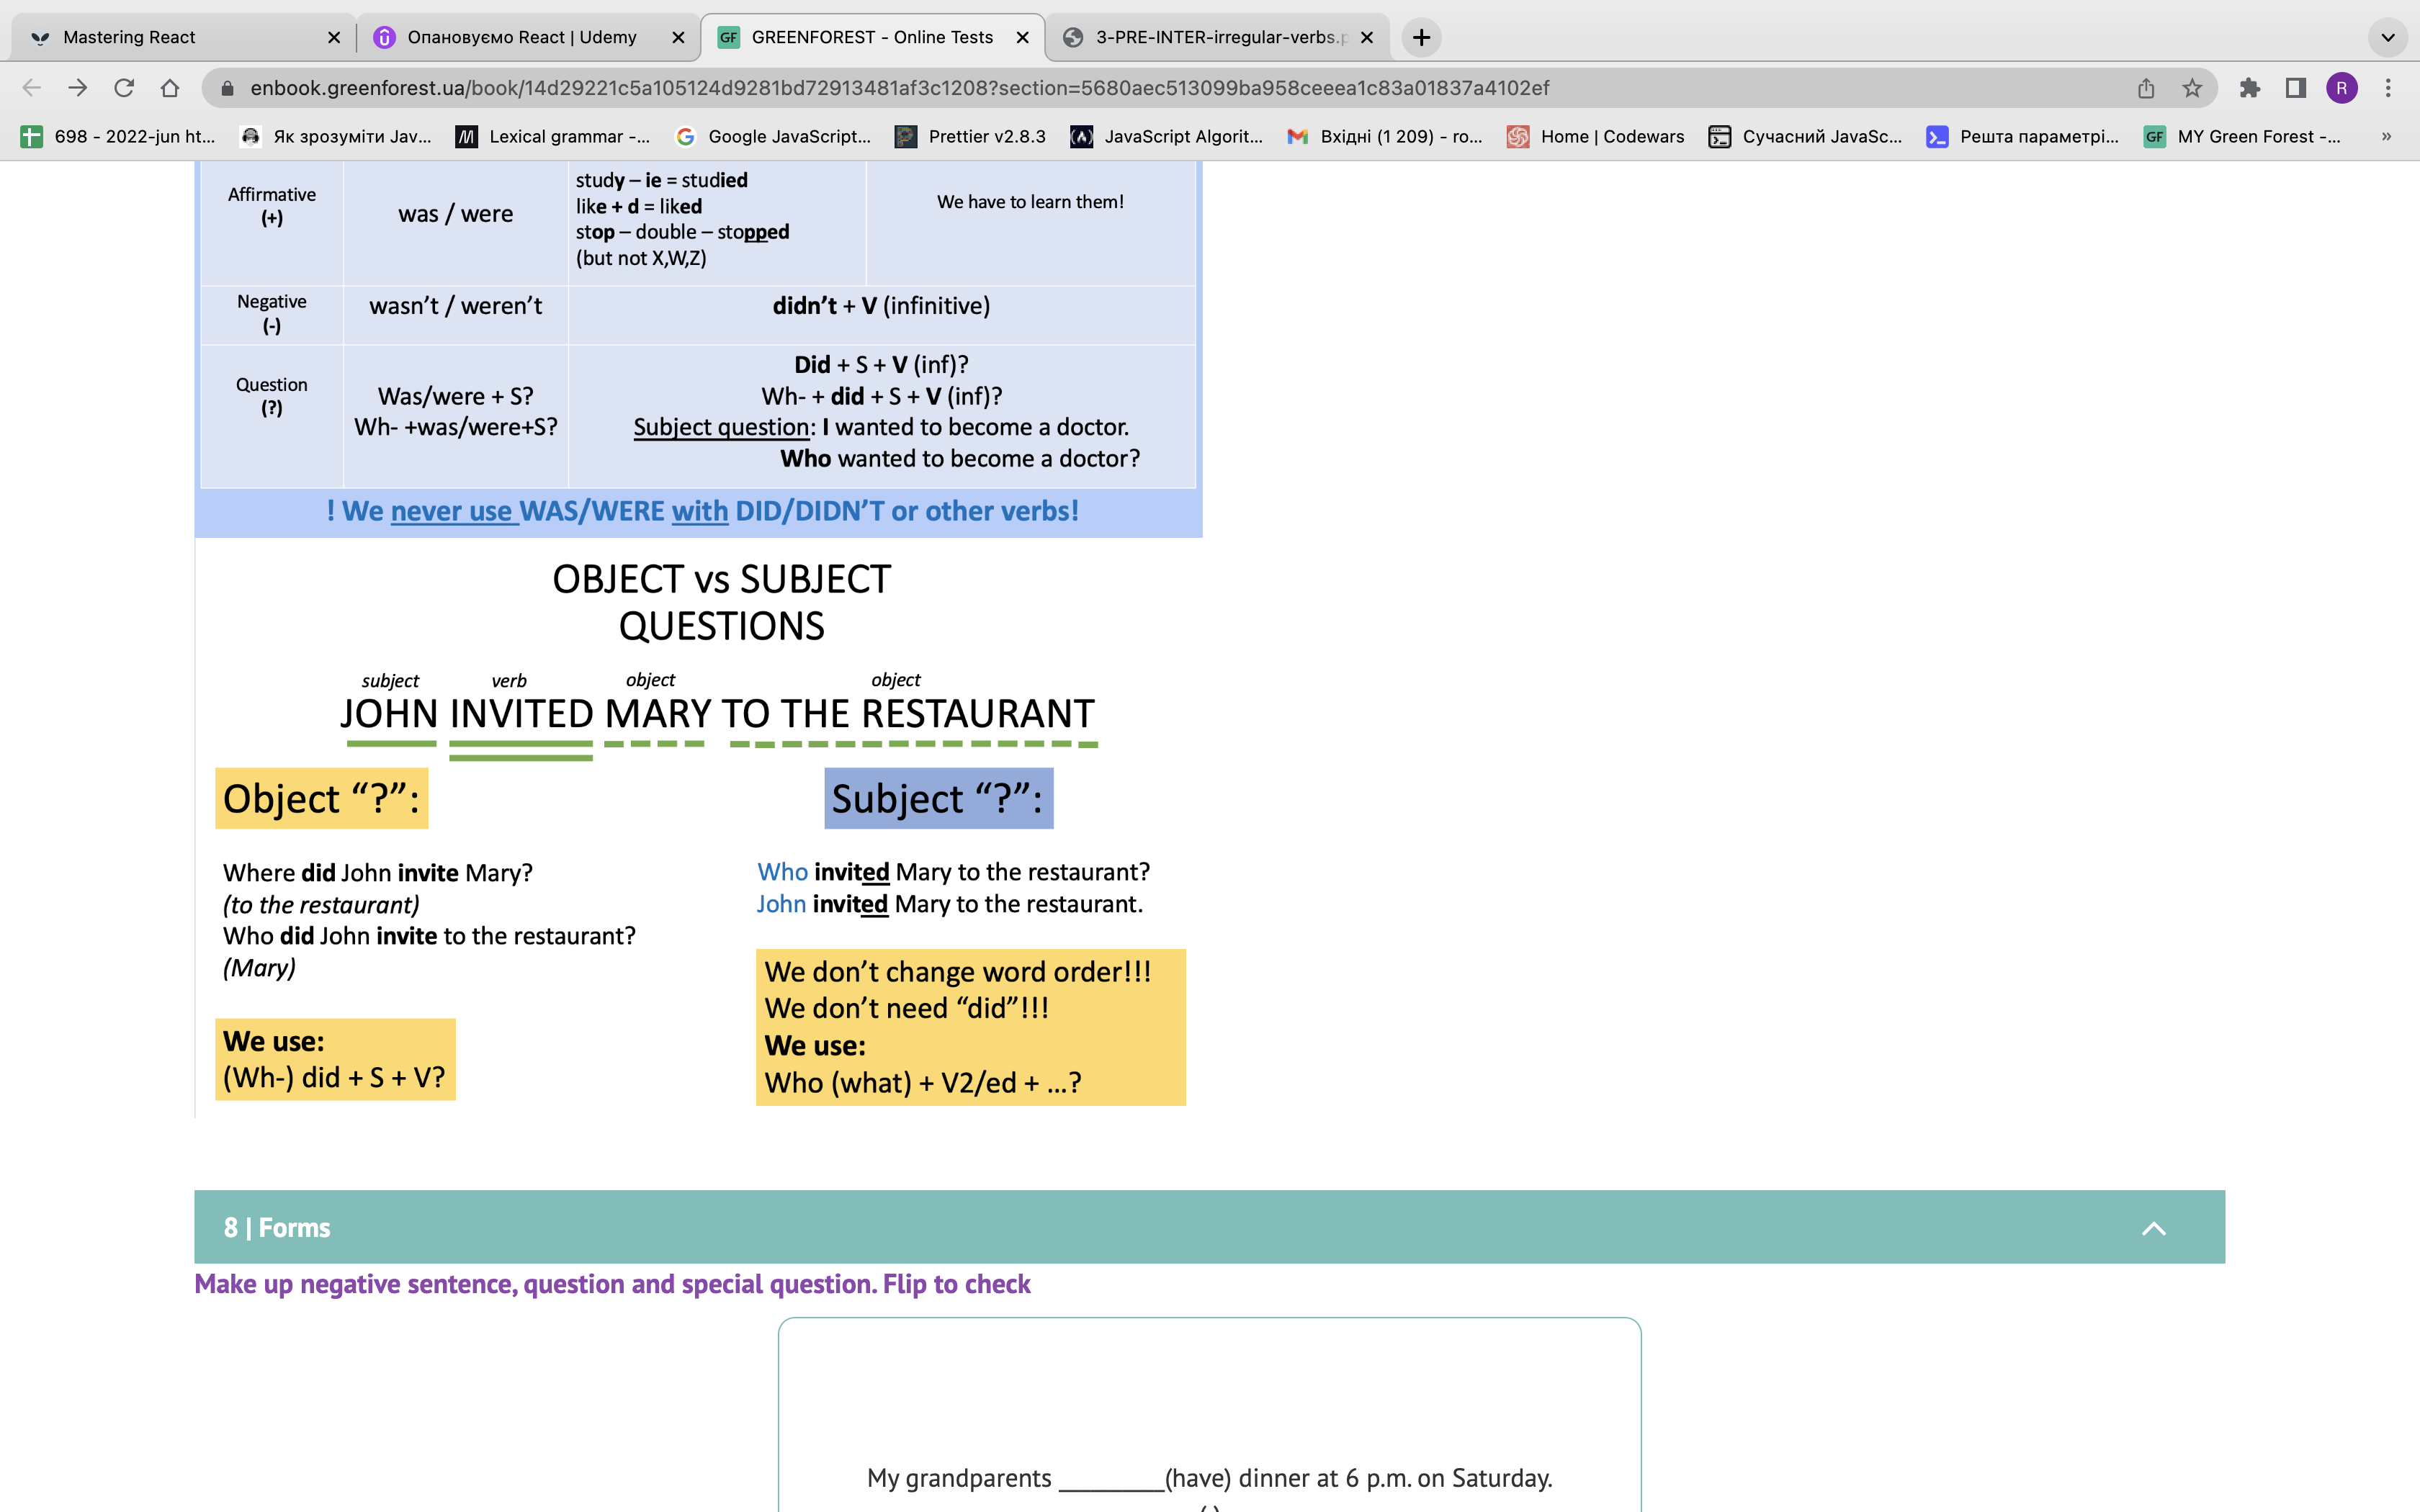 Mastering React
Опановуємо React | Udemy
GF GREENFOREST - Online Tests
3-PRE-INTER-irregular-verbs.p
enbook.greenforest.ua/book/14d29221c5a105124d9281bd72913481af3c1208?section=5680aec513099ba958ceeea1c83a01837a4102ef
R
698 - 2022-jun ht...
Як зрозуміти Jav...
Lexical grammar -...
Google JavaScript...
Prettier v2.8.3
JavaScript Algorit...
Вхідні (1 209) - ro...
Home | Codewars
Сучасний JavaSc...
Решта параметрі...
GF MY Green Forest -...
»
Affirmative
(+)
was / were
study – ie = studied
like + d = liked
stop – double – stopped
(but not X,W,Z)
We have to learn them!
Negative
(-)
wasn’t / weren’t
didn’t + V (infinitive)
Question
(?)
Was/were + S?
Wh- +was/were+S?
Did + S + V (inf)?
Wh- + did + S + V (inf)?
Subject question: I wanted to become a doctor.
Who wanted to become a doctor?
! We never use WAS/WERE with DID/DIDN’T or other verbs!
OBJECT vs SUBJECT
QUESTIONS
subject verb object object
JOHN INVITED MARY TO THE RESTAURANT
Object “?”:
Where did John invite Mary?
(to the restaurant)
Who did John invite to the restaurant?
(Mary)
We use:
(Wh-) did + S + V?
Subject “?”:
Who invited Mary to the restaurant?
John invited Mary to the restaurant.
We don’t change word order!!!
We don’t need “did”!!!
We use:
Who (what) + V2/ed + …?
8 | Forms
Make up negative sentence, question and special question. Flip to check
My grandparents ________(have) dinner at 6 p.m. on Saturday.